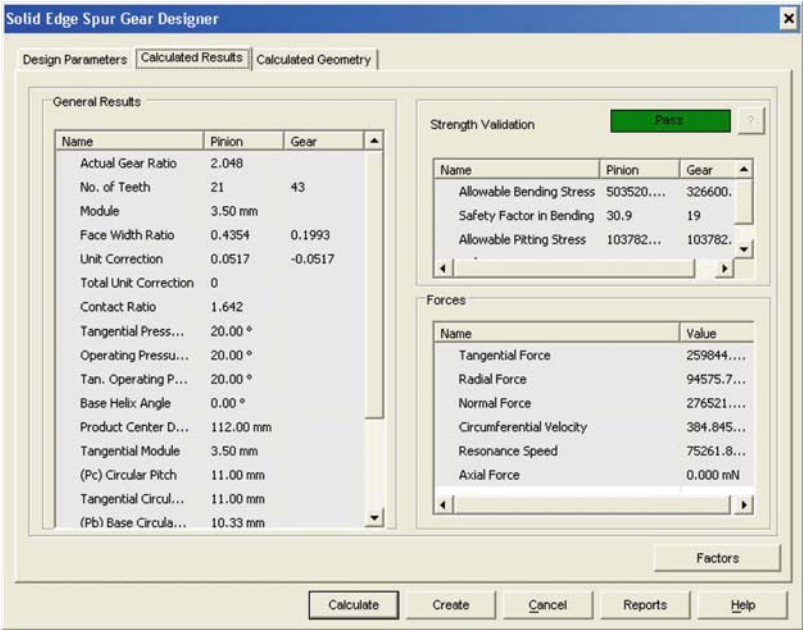 Solid Edge Spur Gear Designer
Design Parameters Calculated Results Calculated Geometry
General Results
Name Pinion Gear
Actual Gear Ratio 2.048
No. of Teeth 21 43
Module 3.50 mm
Face Width Ratio 0.4354 0.1993
Unit Correction 0.0517 -0.0517
Total Unit Correction 0
Contact Ratio 1.642
Tangential Press...  20.00 °
Operating Pressu... 20.00 °
Tan. Operating P... 20.00 °
Base Helix Angle 0.00 °
Product Center D... 112.00 mm
Tangential Module 3.50 mm
(Pc) Circular Pitch 11.00 mm
Tangential Circul... 11.00 mm
(Pb) Base Circula... 10.33 mm
Strength Validation Pass ?
Name Pinion Gear
Allowable Bending Stress 503520.... 326600.
Safety Factor in Bending 30.9 19
Allowable Pitting Stress 103782... 103782.
Forces
Name Value
Tangential Force 259844....
Radial Force 94575.7...
Normal Force 276521....
Circumferential Velocity 384.845...
Resonance Speed 75261.8...
Axial Force 0.000 mN
Factors
Calculate Create Cancel Reports Help